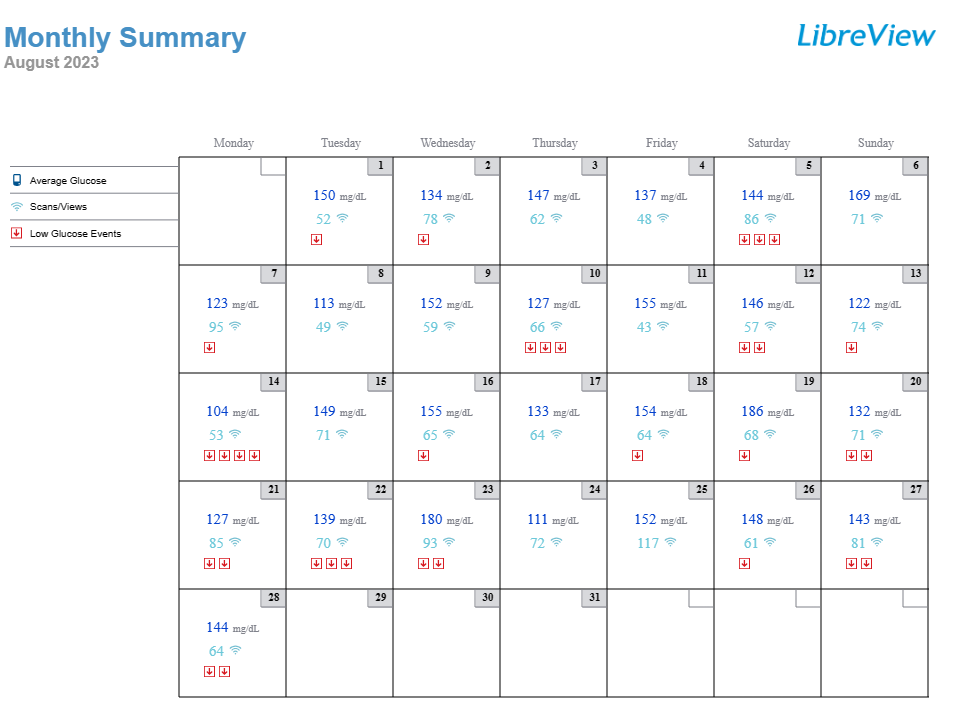 Monthly Summary
LibreView
August 2023
Monday Tuesday Wednesday Thursday Friday Saturday Sunday
Average Glucose
Scans/Views
Low Glucose Events
1 2 3 4 5 6
150 mg/dL 134 mg/dL 147 mg/dL 137 mg/dL 144 mg/dL 169 mg/dL
52 78 62 48 86 71
7 8 9 10 11 12 13
123 mg/dL 113 mg/dL 152 mg/dL 127 mg/dL 155 mg/dL 146 mg/dL 122 mg/dL
95 49 59 66 43 57 74
14 15 16 17 18 19 20
104 mg/dL 149 mg/dL 155 mg/dL 133 mg/dL 154 mg/dL 186 mg/dL 132 mg/dL
53 71 65 64 64 68 71
21 22 23 24 25 26 27
127 mg/dL 139 mg/dL 180 mg/dL 111 mg/dL 152 mg/dL 148 mg/dL 143 mg/dL
85 70 93 72 117 61 81
28 29 30 31
144 mg/dL
64